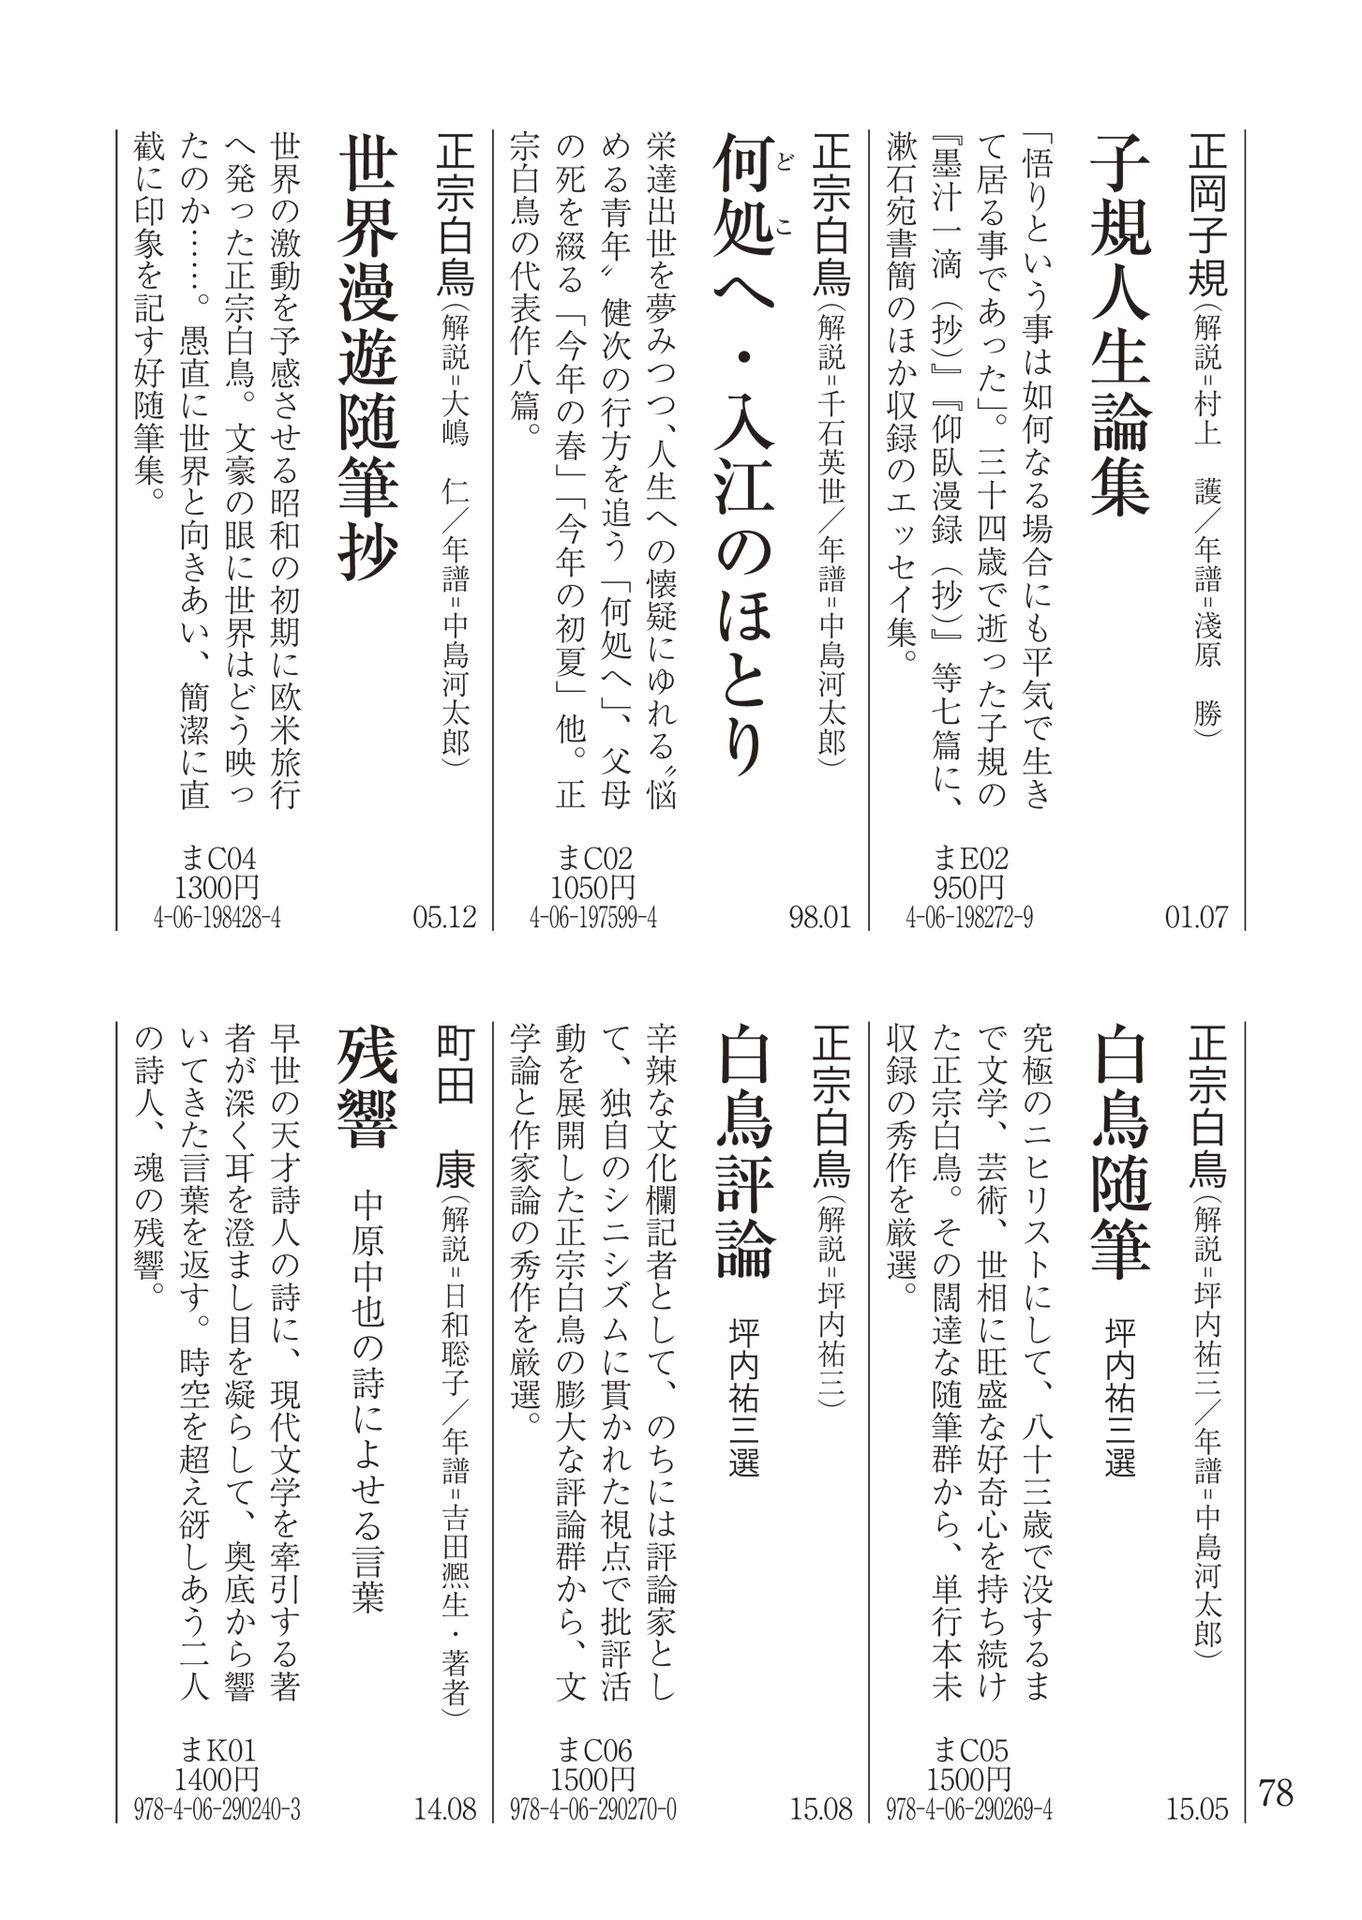 正岡子規（解説＝村上　護／年譜＝淺原　勝）
01.07
子規人生論集
「悟りという事は如何なる場合にも平気で生き
て居る事であった」。三十四歳で逝った子規の
『墨汁一滴（抄）』『仰臥漫録（抄）』等七篇に、
漱石宛書簡のほか収録のエッセイ集。
まE02
950円
4-06-198272-9
正宗白鳥（解説＝千石英世／年譜＝中島河太郎）
98.01
何処へ・入江のほとり
どこ
栄達出世を夢みつつ、人生への懐疑にゆれる〝悩
める青年〟健次の行方を追う「何処へ」、父母
の死を綴る「今年の春」「今年の初夏」他。正
宗白鳥の代表作八篇。
まC02
1050円
4-06-197599-4
正宗白鳥（解説＝大嶋　仁／年譜＝中島河太郎）
05.12
世界漫遊随筆抄
世界の激動を予感させる昭和の初期に欧米旅行
へ発った正宗白鳥。文豪の眼に世界はどう映っ
たのか……。愚直に世界と向きあい、簡潔に直
截に印象を記す好随筆集。
まC04
1300円
4-06-198428-4
正宗白鳥（解説＝坪内祐三／年譜＝中島河太郎）
15.05
白鳥随筆　坪内祐三選
究極のニヒリストにして、八十三歳で没するま
で文学、芸術、世相に旺盛な好奇心を持ち続け
た正宗白鳥。その闊達な随筆群から、単行本未
収録の秀作を厳選。
まC05
1500円
978-4-06-290269-4
正宗白鳥（解説＝坪内祐三）
15.08
白鳥評論　坪内祐三選
辛辣な文化欄記者として、のちには評論家とし
て、独自のシニシズムに貫かれた視点で批評活
動を展開した正宗白鳥の膨大な評論群から、文
学論と作家論の秀作を厳選。
まC06
1500円
978-4-06-290270-0
町田　康（解説＝日和聡子／年譜＝吉田凞生・著者）
14.08
残響　中原中也の詩によせる言葉
早世の天才詩人の詩に、現代文学を牽引する著
者が深く耳を澄まし目を凝らして、奥底から響
いてきた言葉を返す。時空を超え谺しあう二人
の詩人、魂の残響。
まK01
1400円
978-4-06-290240-3
78